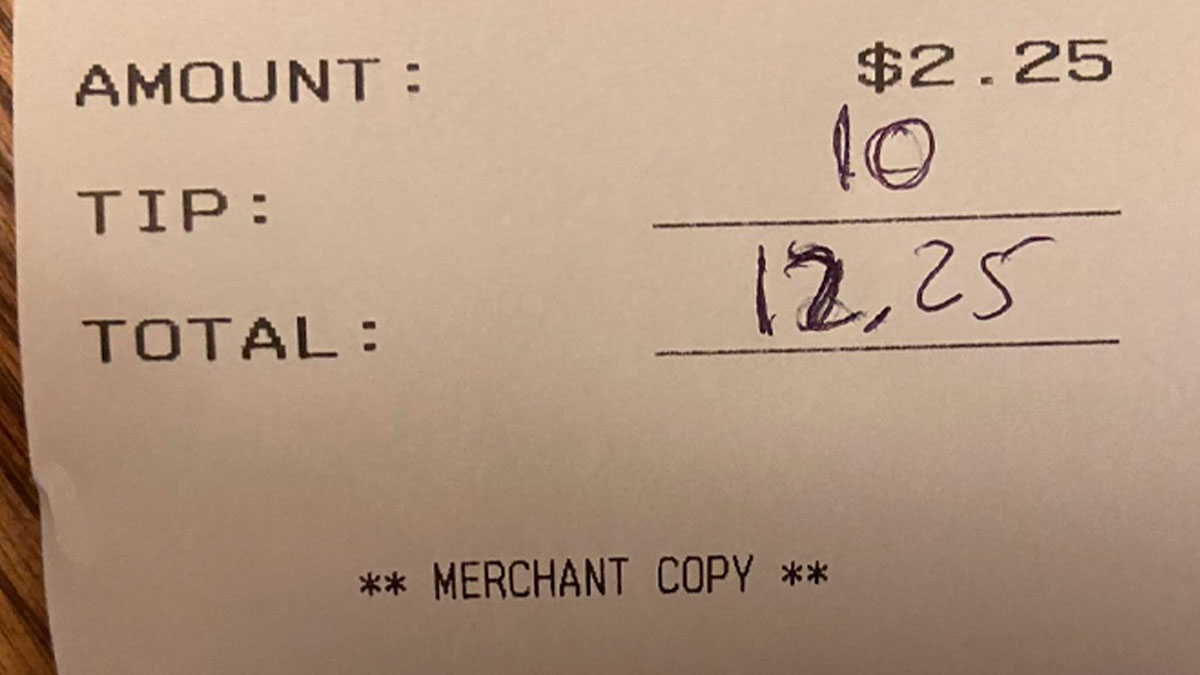 AMOUNT: $2.25
TIP: 10
TOTAL: 12.25
** MERCHANT COPY **